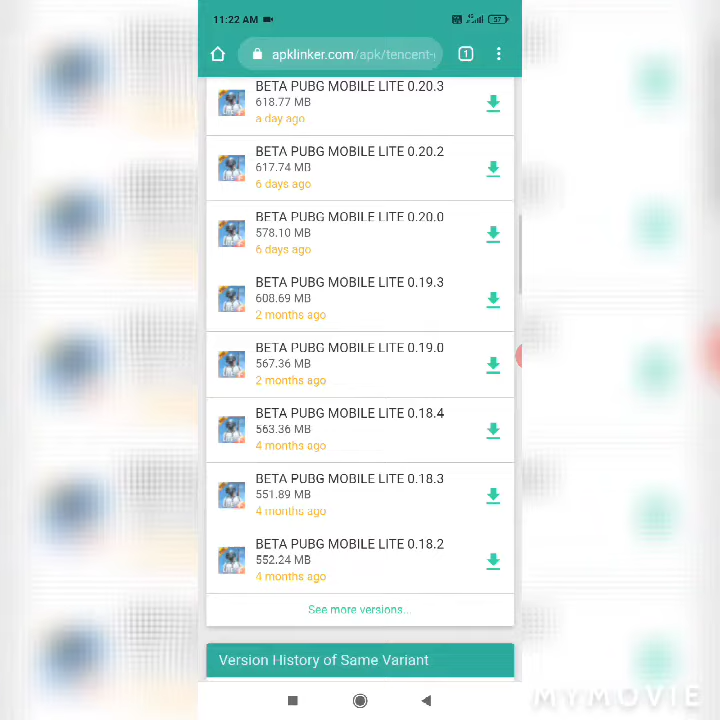 11:22 AM
57
apklinker.com/apk/tencent-
1
BETA PUBG MOBILE LITE 0.20.3
618.77 MB
a day ago
BETA PUBG MOBILE LITE 0.20.2
617.74 MB
6 days ago
BETA PUBG MOBILE LITE 0.20.0
578.10 MB
6 days ago
BETA PUBG MOBILE LITE 0.19.3
608.69 MB
2 months ago
BETA PUBG MOBILE LITE 0.19.0
567.36 MB
2 months ago
BETA PUBG MOBILE LITE 0.18.4
563.36 MB
4 months ago
BETA PUBG MOBILE LITE 0.18.3
551.89 MB
4 months ago
BETA PUBG MOBILE LITE 0.18.2
552.24 MB
4 months ago
See more versions...
Version History of Same Variant
MYMOVIE